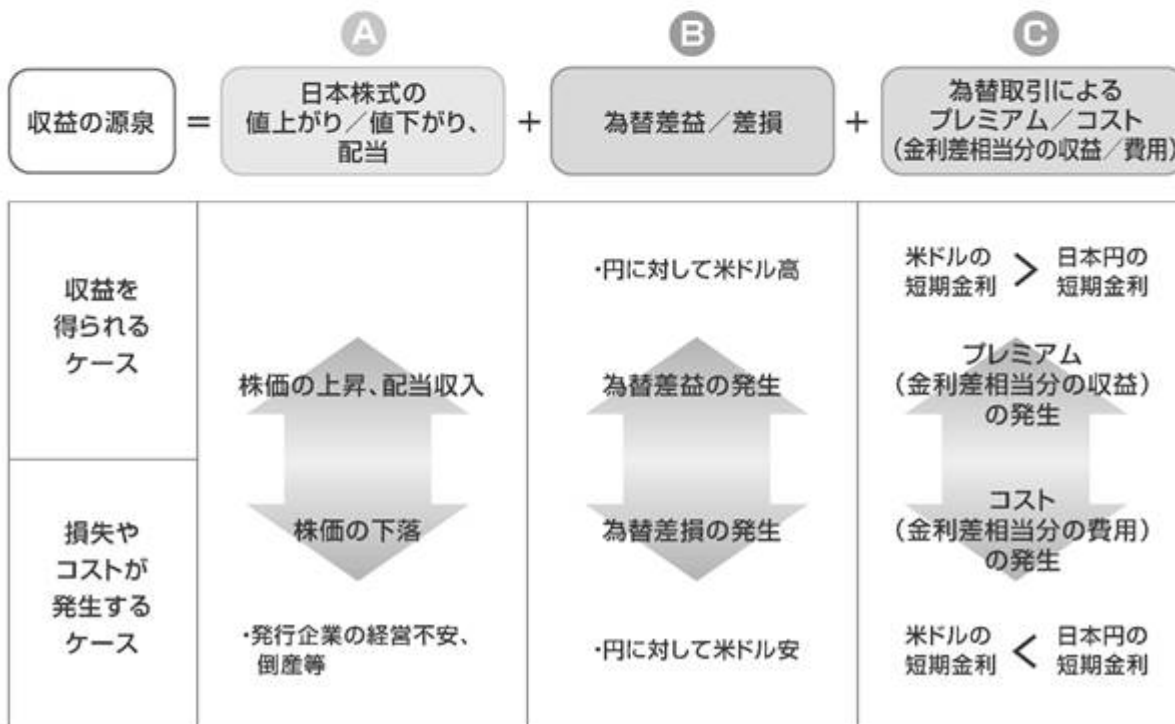 A
B
C
収益の源泉
=
日本株式の
値上がり／値下がり、
配当
+
為替差益／差損
+
為替取引による
プレミアム／コスト
（金利差相当分の収益／費用）
収益を
得られる
ケース
株価の上昇、配当収入
・円に対して米ドル高
為替差益の発生
米ドルの
短期金利
>
日本円の
短期金利
プレミアム
（金利差相当分の収益）
の発生
損失や
コストが
発生する
ケース
株価の下落
・発行企業の経営不安、
倒産等
為替差損の発生
・円に対して米ドル安
コスト
（金利差相当分の費用）
の発生
米ドルの
短期金利
<
日本円の
短期金利